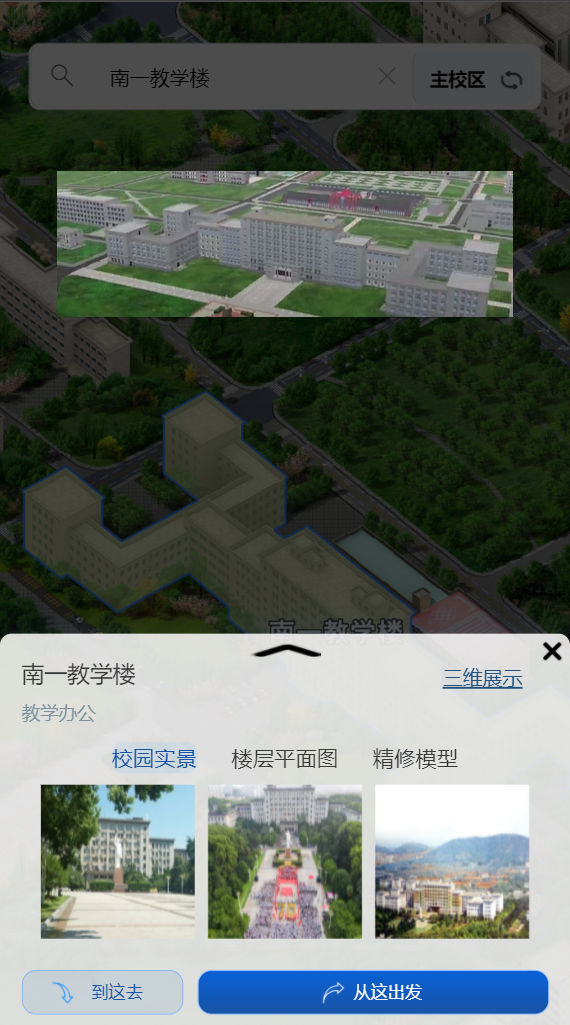 南一教学楼 主校区
南一教学楼
南一教学楼 三维展示
教学办公
校园实景 楼层平面图 精修模型
到这去 从这出发